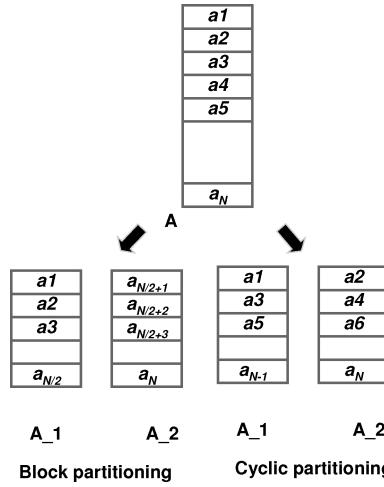 a1
a2
a3
a4
a5
aN
A
a1
a2
a3
aN/2
aN/2+1
aN/2+2
aN/2+3
aN
a1
a3
a5
aN-1
a2
a4
a6
aN
A_1
A_2
A_1
A_2
Block partitioning
Cyclic partitioning